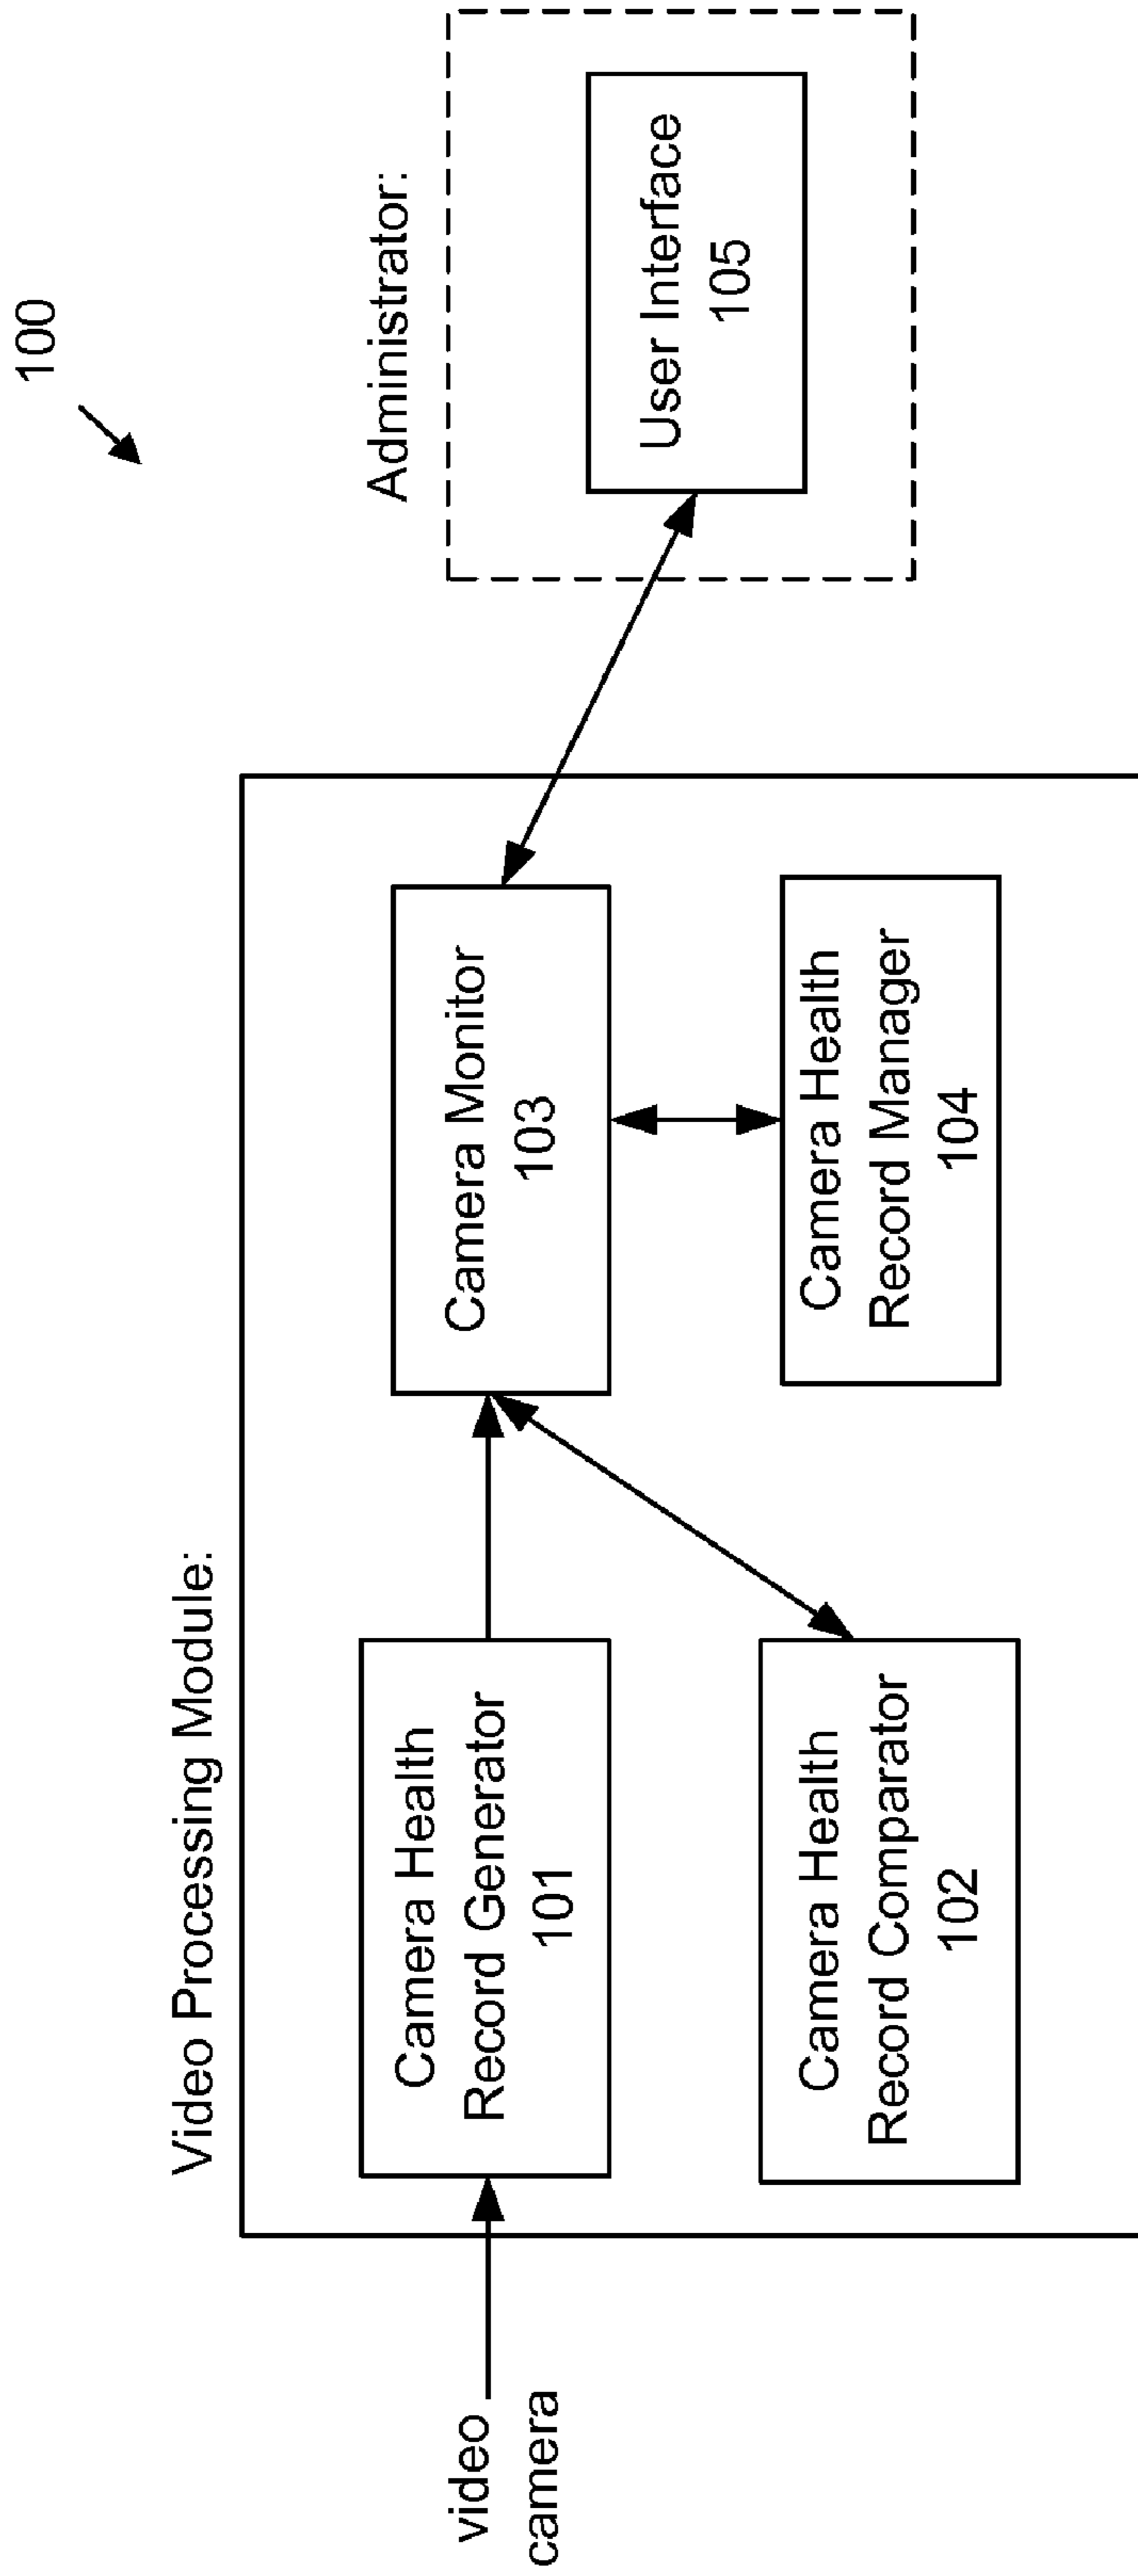 100
Video Processing Module:
Administrator:
video
camera
Camera Health
Record Generator
101
Camera Monitor
103
User Interface
105
Camera Health
Record Comparator
102
Camera Health
Record Manager
104